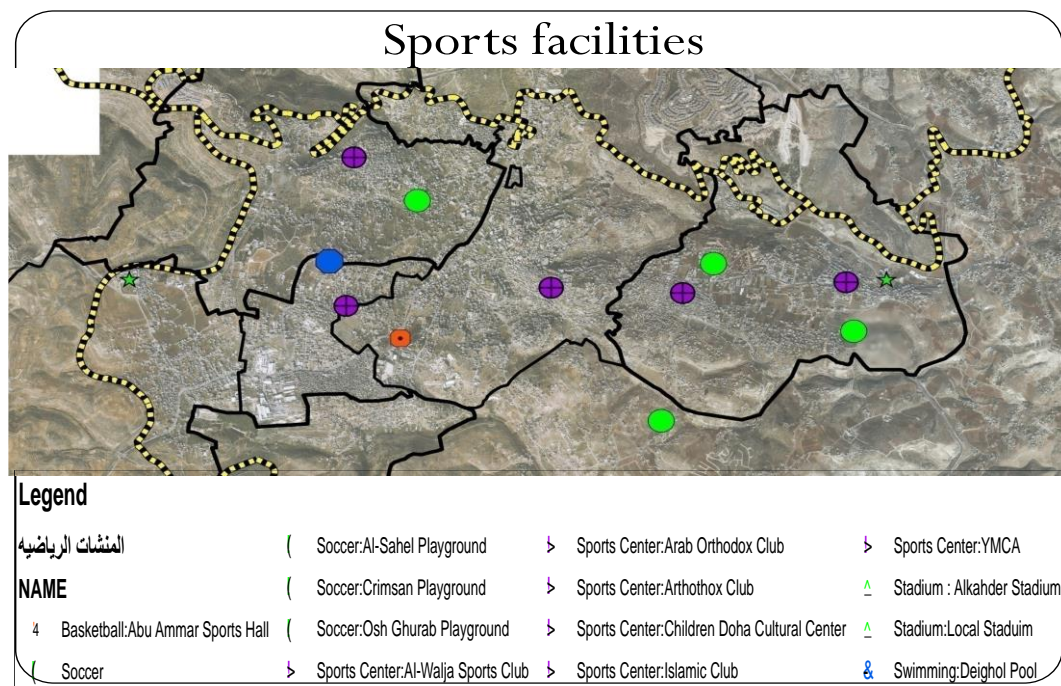 Sports facilities
Legend
المنشات الرياضيه
NAME
4 Basketball:Abu Ammar Sports Hall
( Soccer
( Soccer:Al-Sahel Playground
( Soccer:Crimsan Playground
( Soccer:Osh Ghurab Playground
> Sports Center:Al-Walja Sports Club
> Sports Center:Arab Orthodox Club
> Sports Center:Arthothox Club
> Sports Center:Children Doha Cultural Center
> Sports Center:Islamic Club
> Sports Center:YMCA
^ Stadium : Alkahder Stadium
^ Stadium:Local Staduim
& Swimming:Deighol Pool